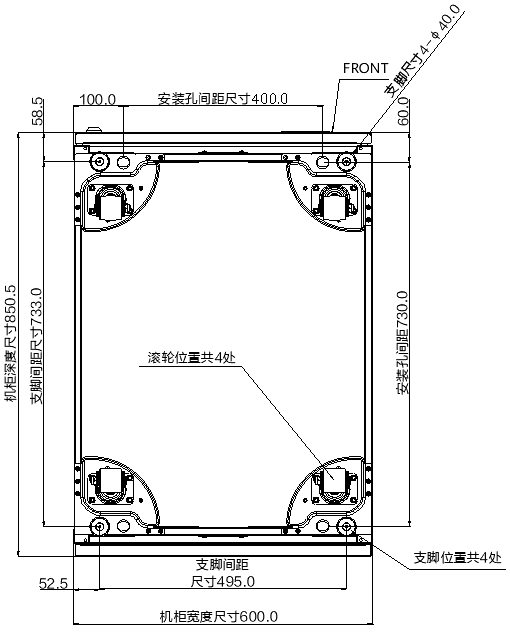 支脚尺寸4-φ40.0
FRONT
58.5
100.0
安装孔间距尺寸400.0
60.0
机柜深度尺寸850.5
支脚间距尺寸733.0
安装孔间距730.0
滚轮位置共4处
支脚位置共4处
支脚间距
尺寸495.0
52.5
机柜宽度尺寸600.0